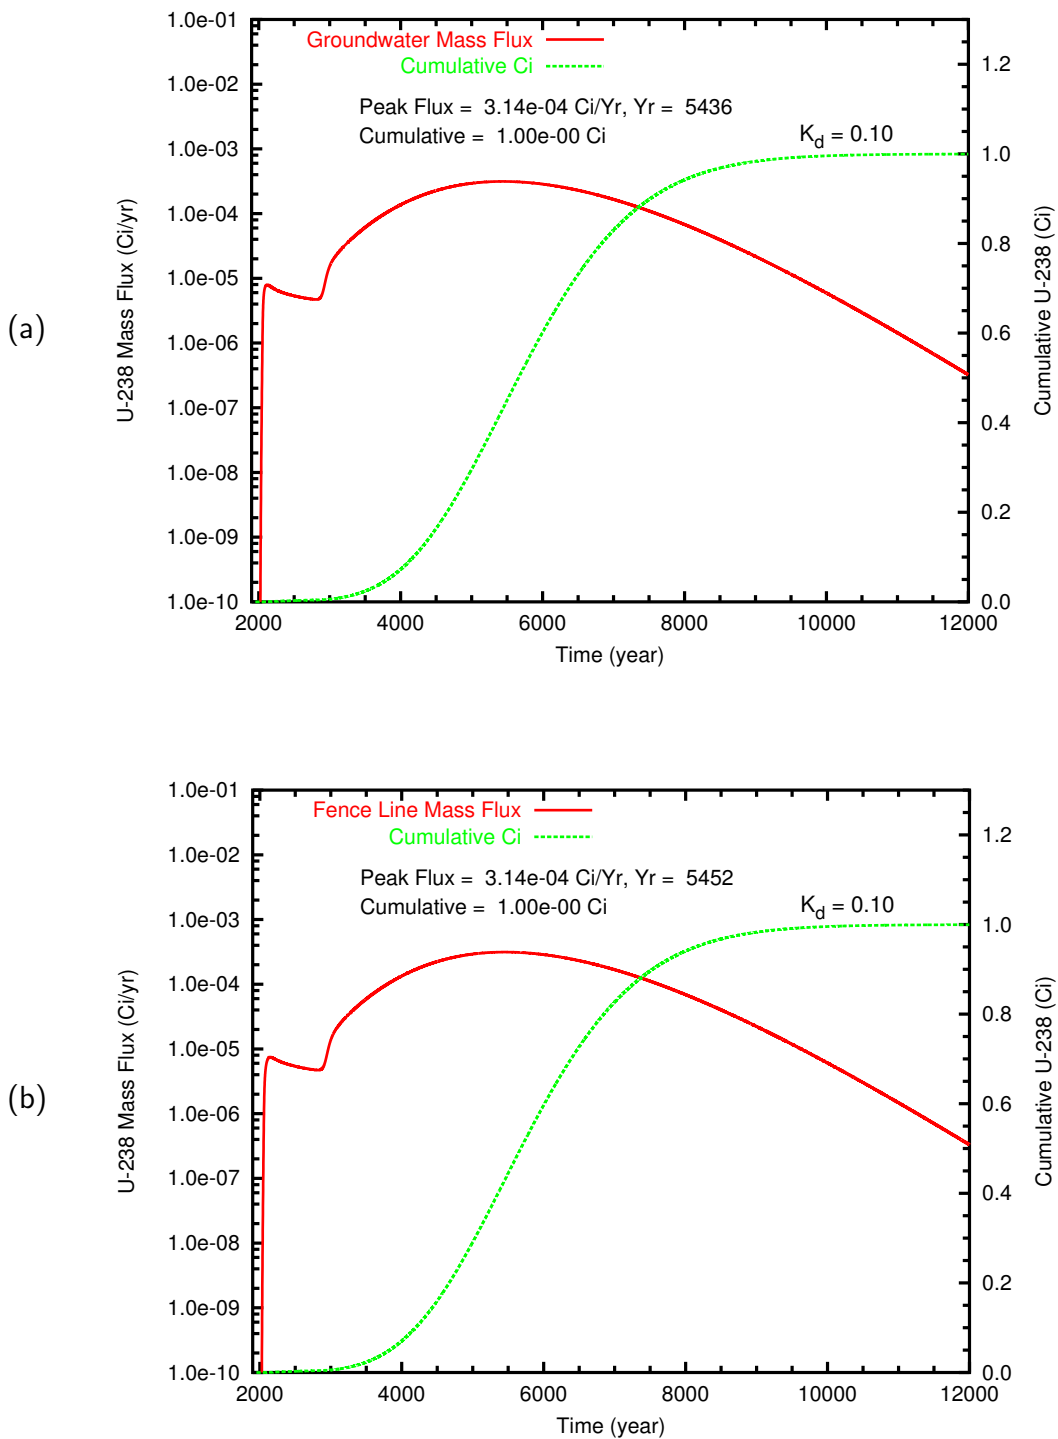 (a)
Groundwater Mass Flux
Cumulative Ci
Peak Flux = 3.14e-04 Ci/Yr, Yr = 5436
Cumulative = 1.00e-00 Ci
K_d = 0.10
U-238 Mass Flux (Ci/yr)
1.0e-01
1.0e-02
1.0e-03
1.0e-04
1.0e-05
1.0e-06
1.0e-07
1.0e-08
1.0e-09
1.0e-10
Cumulative U-238 (Ci)
1.2
1.0
0.8
0.6
0.4
0.2
0.0
2000 4000 6000 8000 10000 12000
Time (year)
(b)
Fence Line Mass Flux
Cumulative Ci
Peak Flux = 3.14e-04 Ci/Yr, Yr = 5452
Cumulative = 1.00e-00 Ci
K_d = 0.10
U-238 Mass Flux (Ci/yr)
1.0e-01
1.0e-02
1.0e-03
1.0e-04
1.0e-05
1.0e-06
1.0e-07
1.0e-08
1.0e-09
1.0e-10
Cumulative U-238 (Ci)
1.2
1.0
0.8
0.6
0.4
0.2
0.0
2000 4000 6000 8000 10000 12000
Time (year)